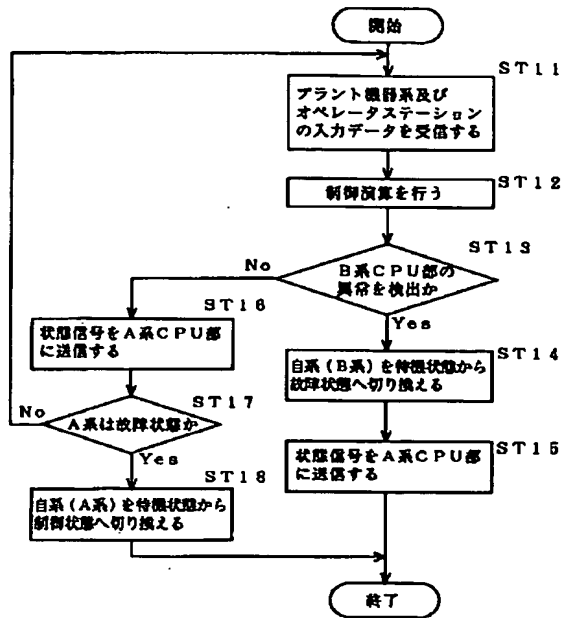 開始
ST11
プラント機器系及び
オペレータステーション
の入力データを受信する
ST12
制御演算を行う
ST13
B系CPU部の
異常を検出か
No
Yes
ST16
状態信号をA系CPU部
に送信する
ST14
自系(B系)を待機状態から
故障状態へ切り換える
ST17
A系は故障状態か
No
Yes
ST15
状態信号をA系CPU部
に送信する
ST18
自系(A系)を待機状態から
制御状態へ切り換える
終了